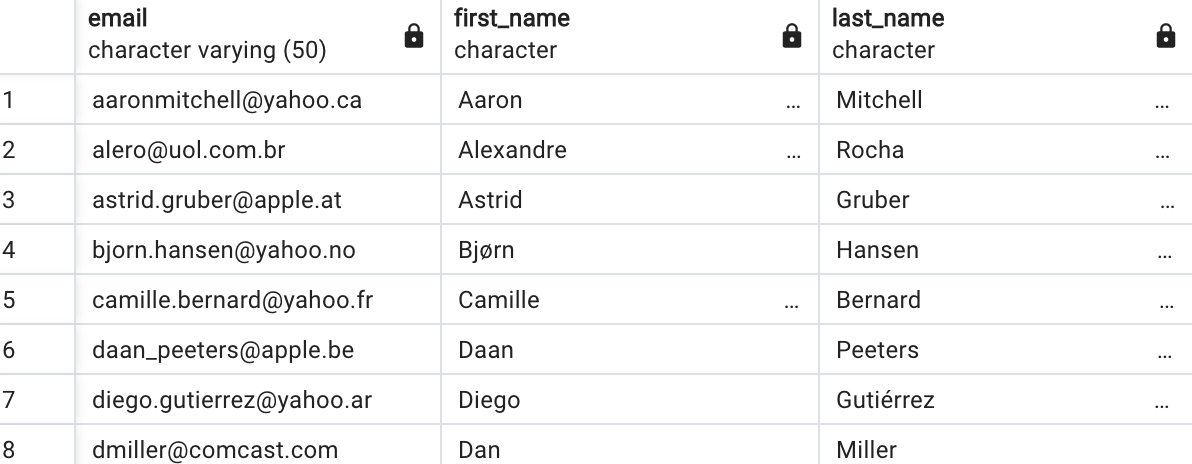 email first_name last_name
character varying (50) character character
1 aaronmitchell@yahoo.ca Aaron ... Mitchell ...
2 alero@uol.com.br Alexandre ... Rocha ...
3 astrid.gruber@apple.at Astrid Gruber ...
4 bjorn.hansen@yahoo.no Bjørn Hansen ...
5 camille.bernard@yahoo.fr Camille ... Bernard ...
6 daan_peeters@apple.be Daan Peeters ...
7 diego.gutierrez@yahoo.ar Diego Gutiérrez ...
8 dmiller@comcast.com Dan Miller